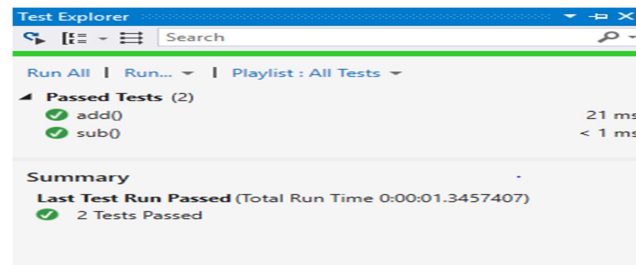 Test Explorer
Search
Run All | Run... | Playlist : All Tests
Passed Tests (2)
add() 21 ms
sub() < 1 ms
Summary
Last Test Run Passed (Total Run Time 0:00:01.3457407)
2 Tests Passed